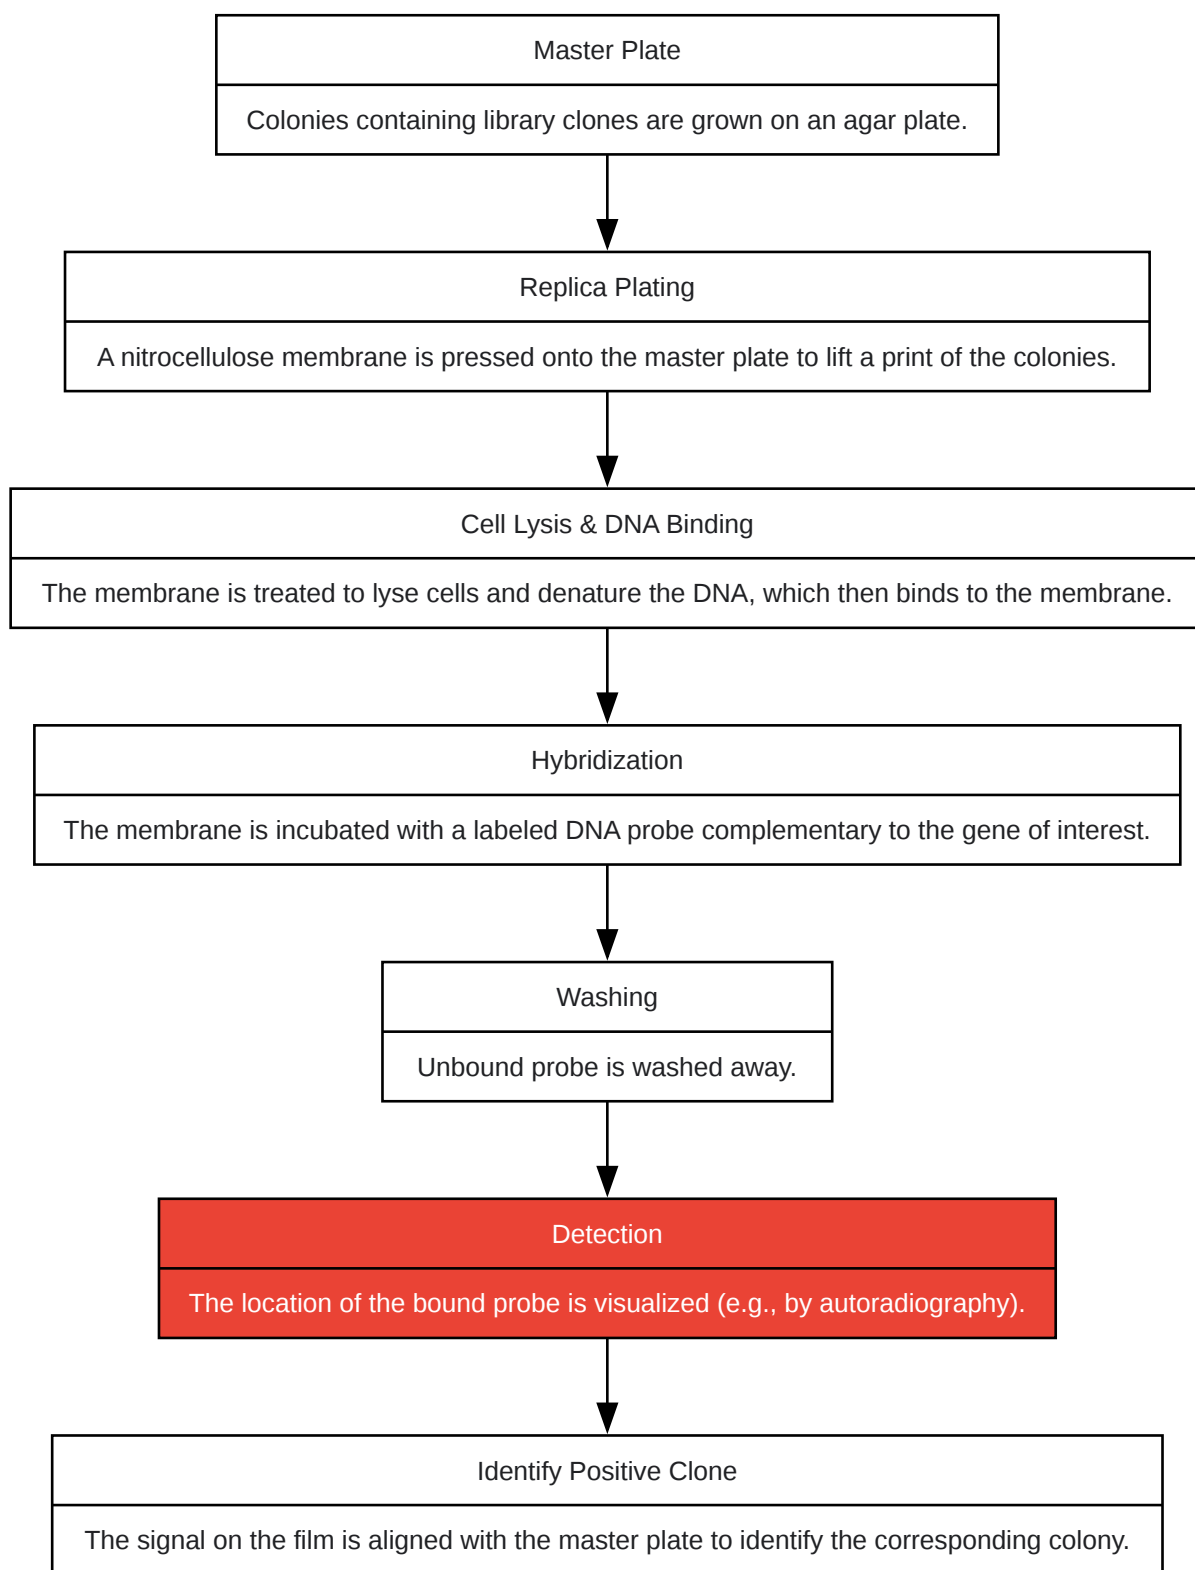 Master Plate
Colonies containing library clones are grown on an agar plate.
Replica Plating
A nitrocellulose membrane is pressed onto the master plate to lift a print of the colonies.
Cell Lysis & DNA Binding
The membrane is treated to lyse cells and denature the DNA, which then binds to the membrane.
Hybridization
The membrane is incubated with a labeled DNA probe complementary to the gene of interest.
Washing
Unbound probe is washed away.
Detection
The location of the bound probe is visualized (e.g., by autoradiography).
Identify Positive Clone
The signal on the film is aligned with the master plate to identify the corresponding colony.